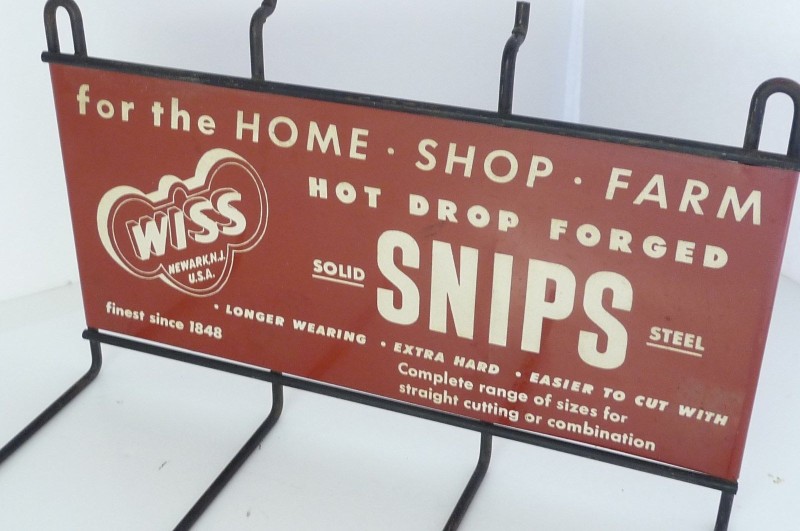 for the HOME · SHOP · FARM
WISS
NEWARK, N.J.
U.S.A.
finest since 1848
HOT DROP FORGED
SOLID SNIPS STEEL
· LONGER WEARING · EXTRA HARD · EASIER TO CUT WITH
Complete range of sizes for
straight cutting or combination